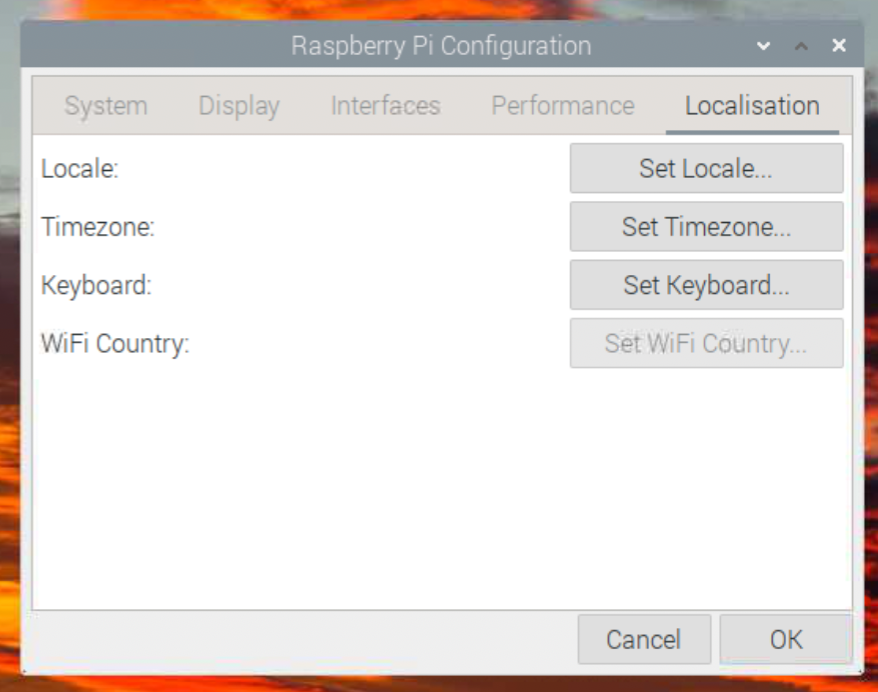 Raspberry Pi Configuration
System Display Interfaces Performance Localisation
Locale: Set Locale...
Timezone: Set Timezone...
Keyboard: Set Keyboard...
WiFi Country: Set WiFi Country...
Cancel OK